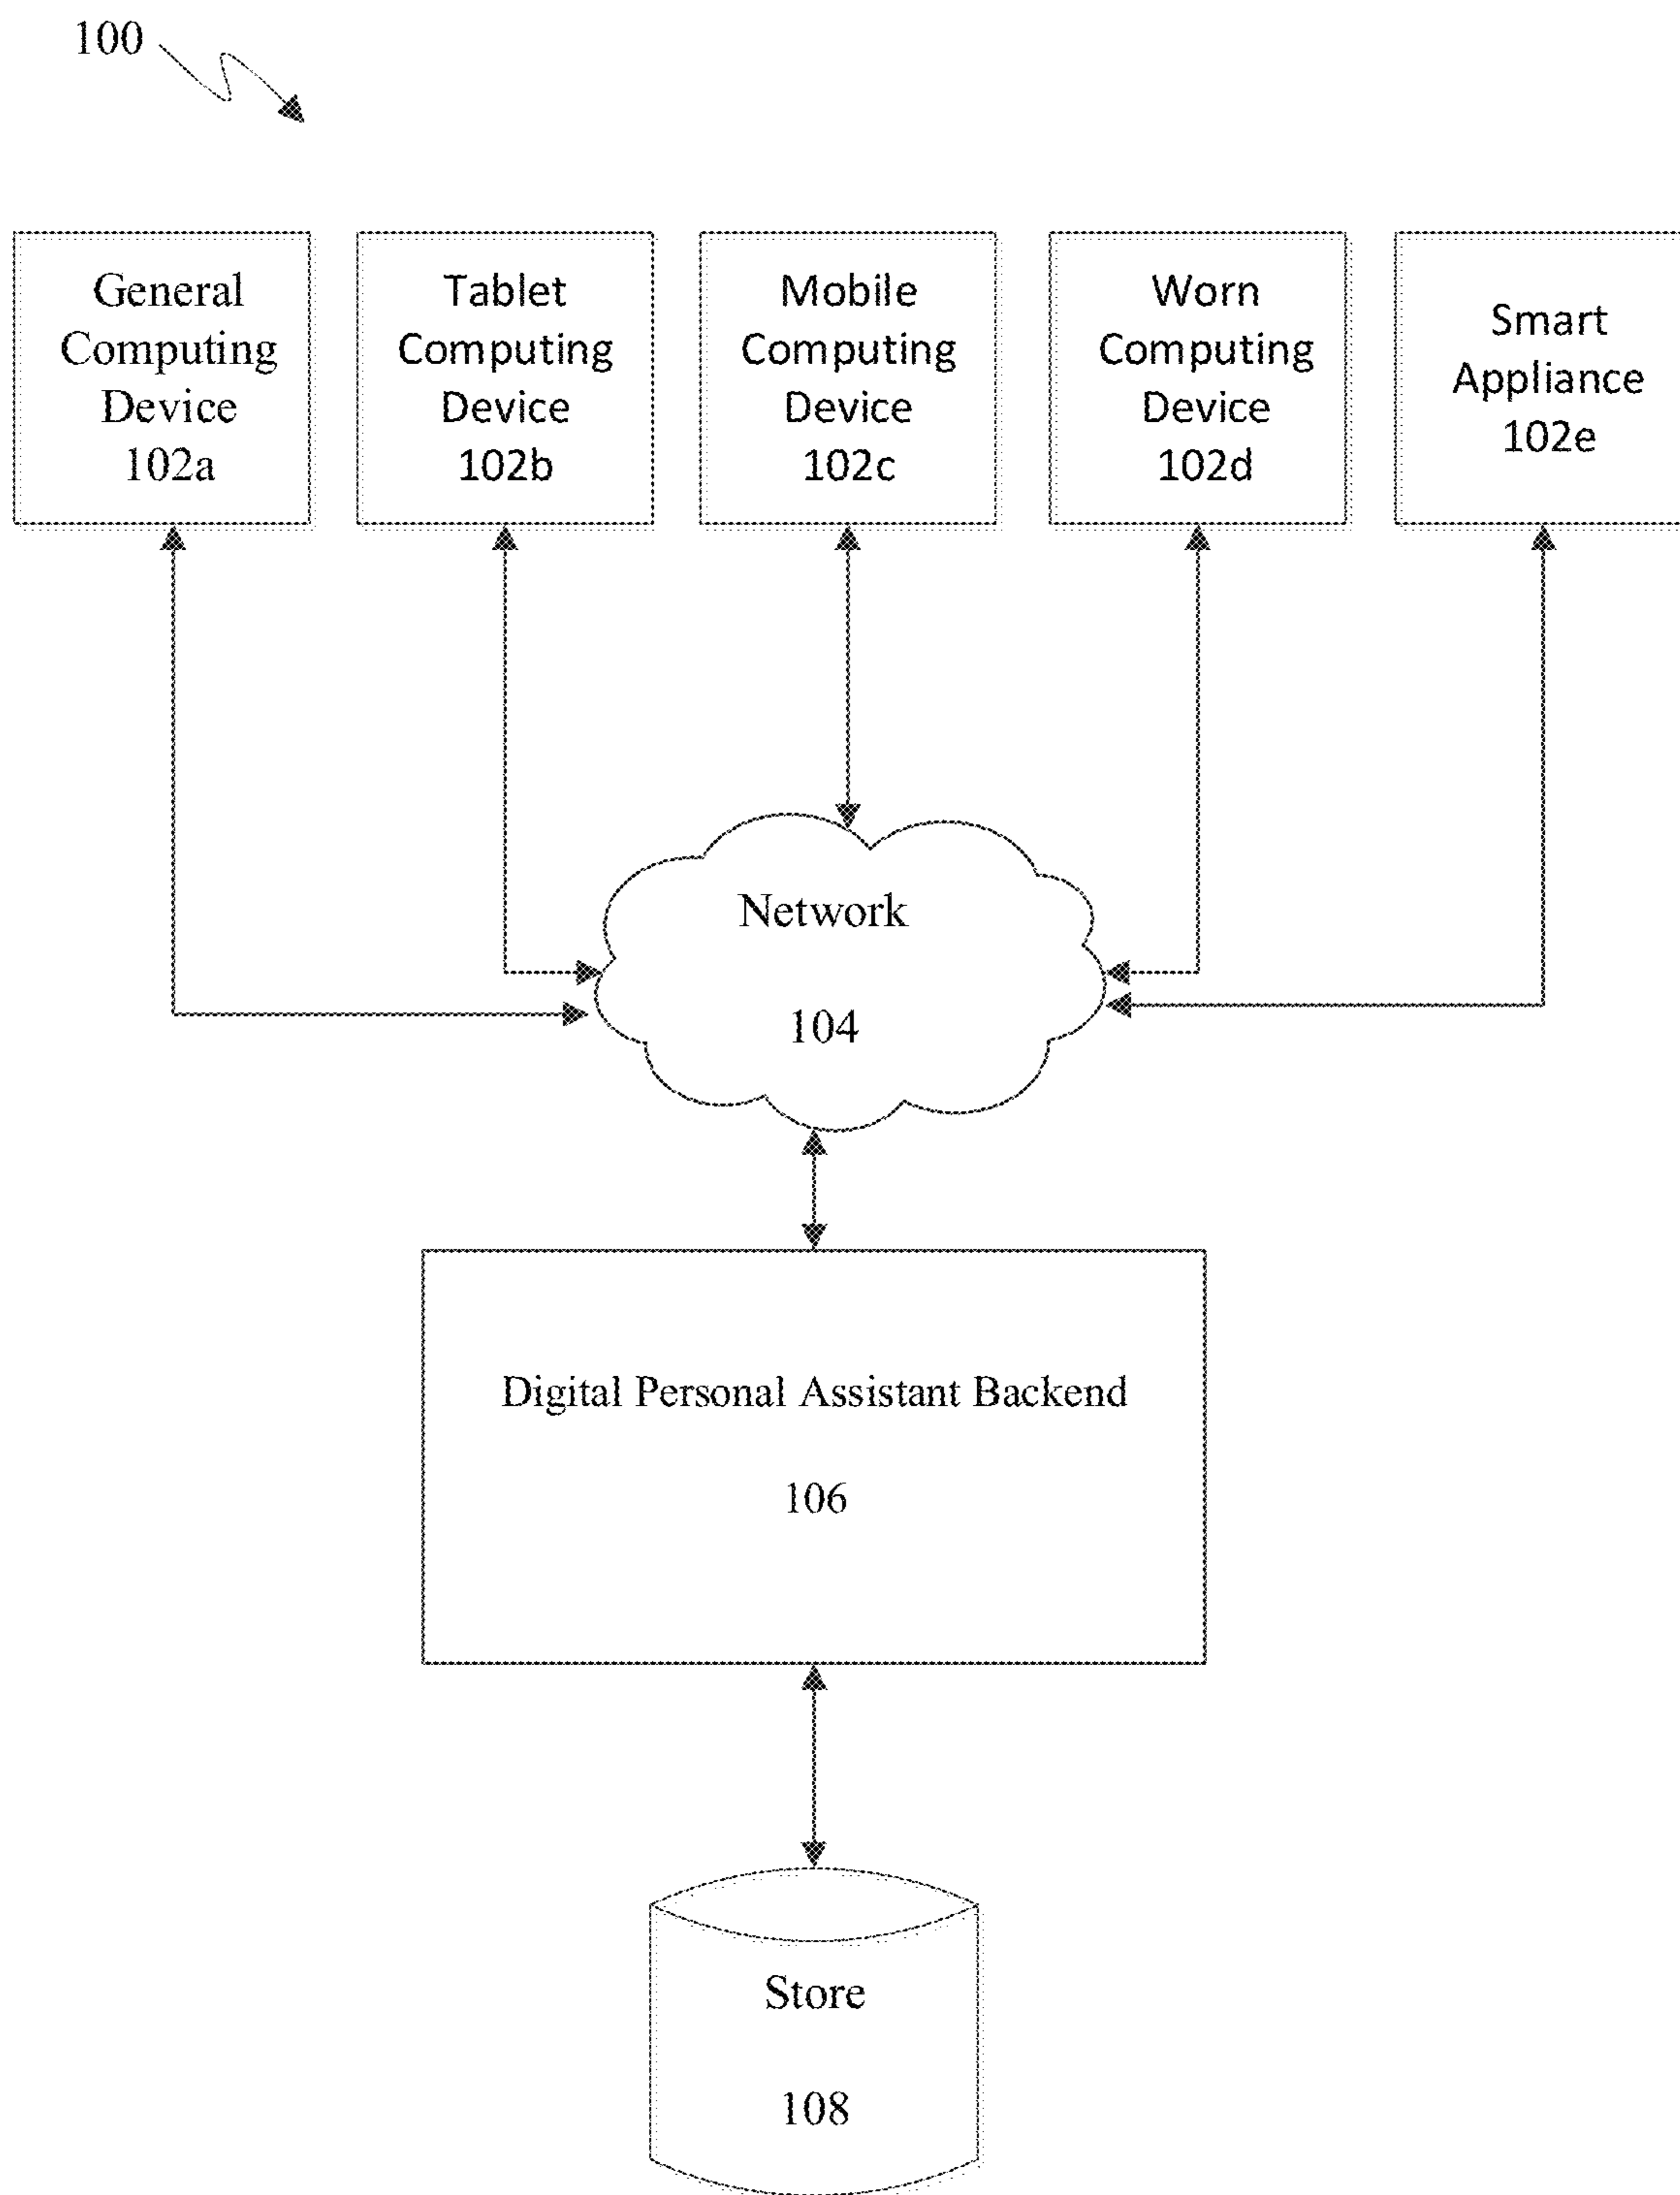 100
General
Computing
Device
102a
Tablet
Computing
Device
102b
Mobile
Computing
Device
102c
Worn
Computing
Device
102d
Smart
Appliance
102e
Network
104
Digital Personal Assistant Backend
106
Store
108